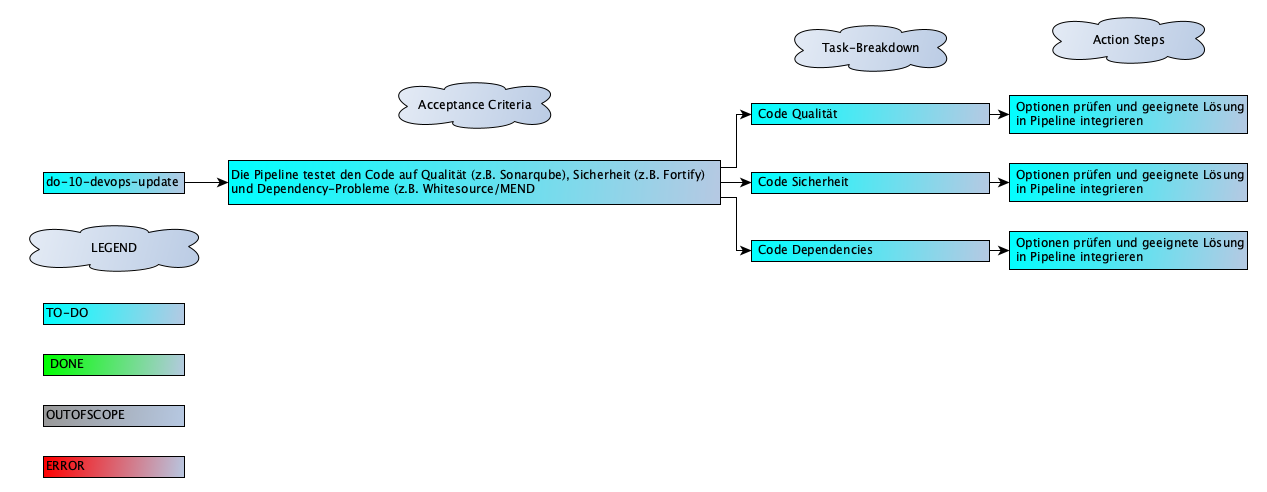 Task-Breakdown
Action Steps
Acceptance Criteria
do-10-devops-update
Die Pipeline testet den Code auf Qualität (z.B. Sonarqube), Sicherheit (z.B. Fortify)
und Dependency-Probleme (z.B. Whitesource/MEND
Code Qualität
Optionen prüfen und geeignete Lösung
in Pipeline integrieren
Code Sicherheit
Optionen prüfen und geeignete Lösung
in Pipeline integrieren
Code Dependencies
Optionen prüfen und geeignete Lösung
in Pipeline integrieren
LEGEND
TO-DO
DONE
OUTOFSCOPE
ERROR